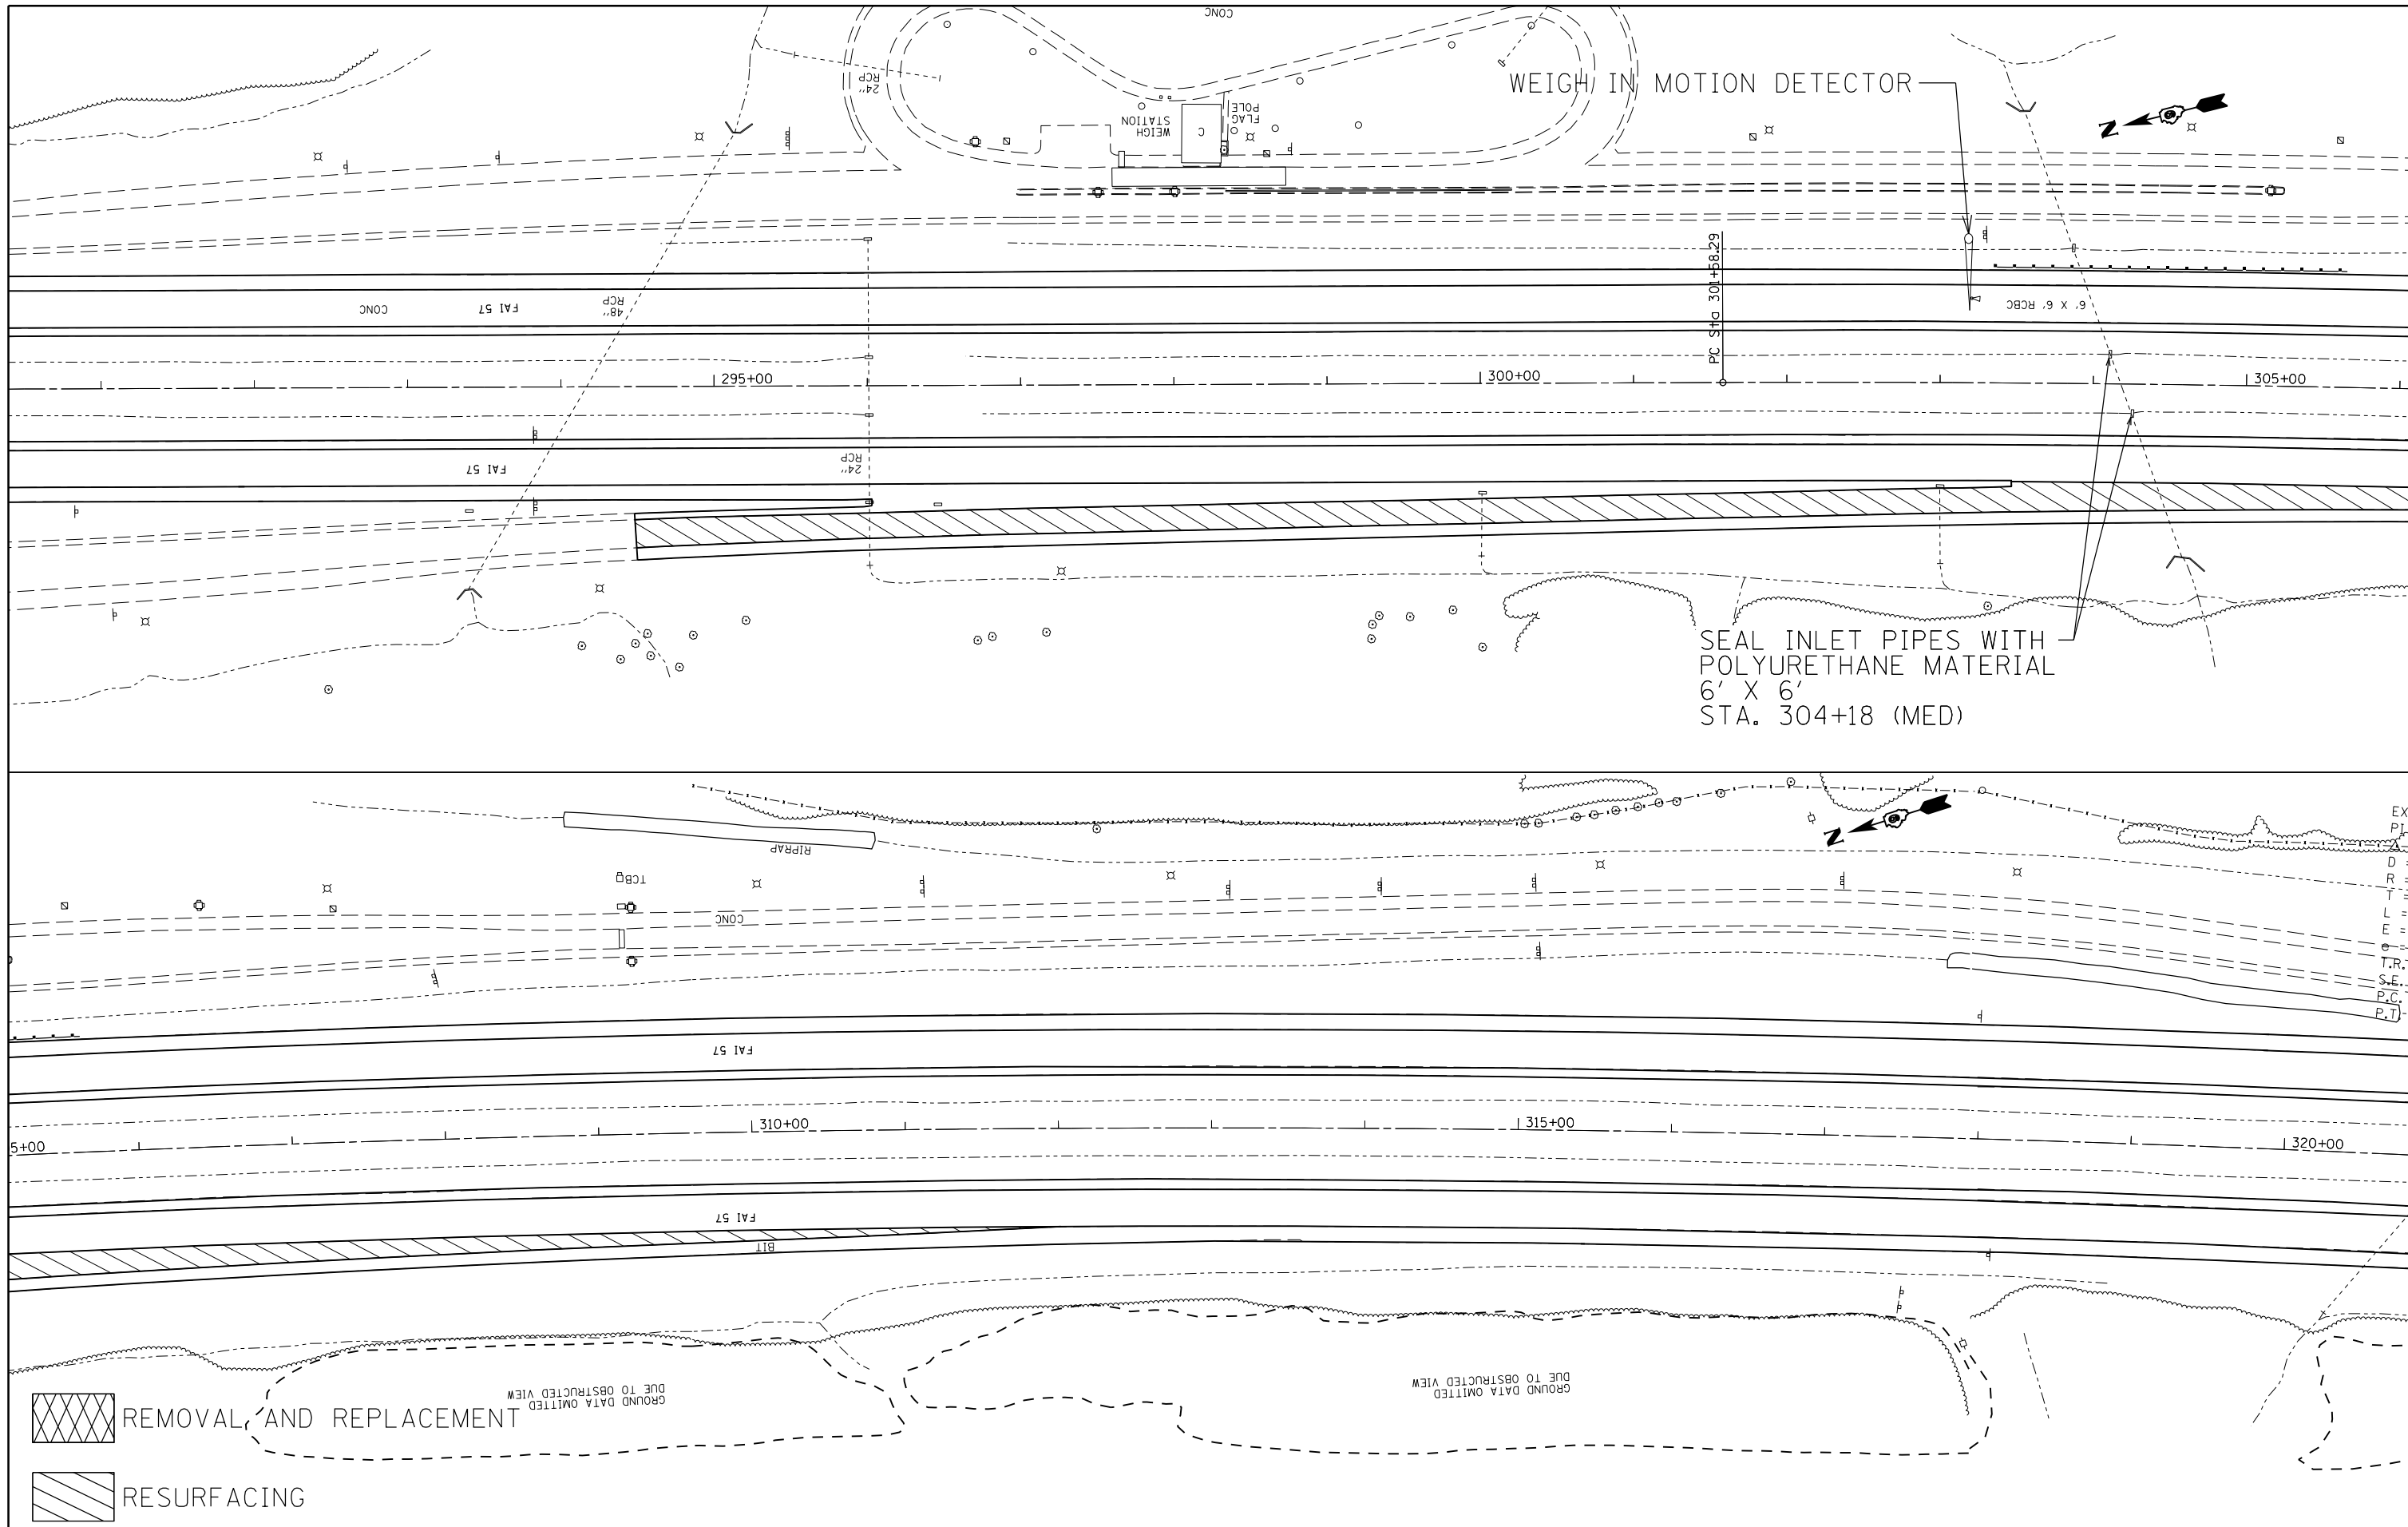 CONC
24"
RCP
WEIGH
STATION
C
FLAG
POLE
WEIGH IN MOTION DETECTOR
N
PC Sta 301+58.29
CONC
FAI 57
48"
RCP
6' X 6' RCBC
295+00
300+00
305+00
FAI 57
24"
RCP
SEAL INLET PIPES WITH
POLYURETHANE MATERIAL
6' X 6'
STA. 304+18 (MED)
RIPRAP
N
TCB
CONC
EX
PI
D =
R =
T =
L =
E =
e =
T.R.
S.E.
P.C.
P.T.
FAI 57
5+00
310+00
315+00
320+00
FAI 57
BIT
GROUND DATA OMITTED
DUE TO OBSTRUCTED VIEW
GROUND DATA OMITTED
DUE TO OBSTRUCTED VIEW
REMOVAL AND REPLACEMENT
RESURFACING